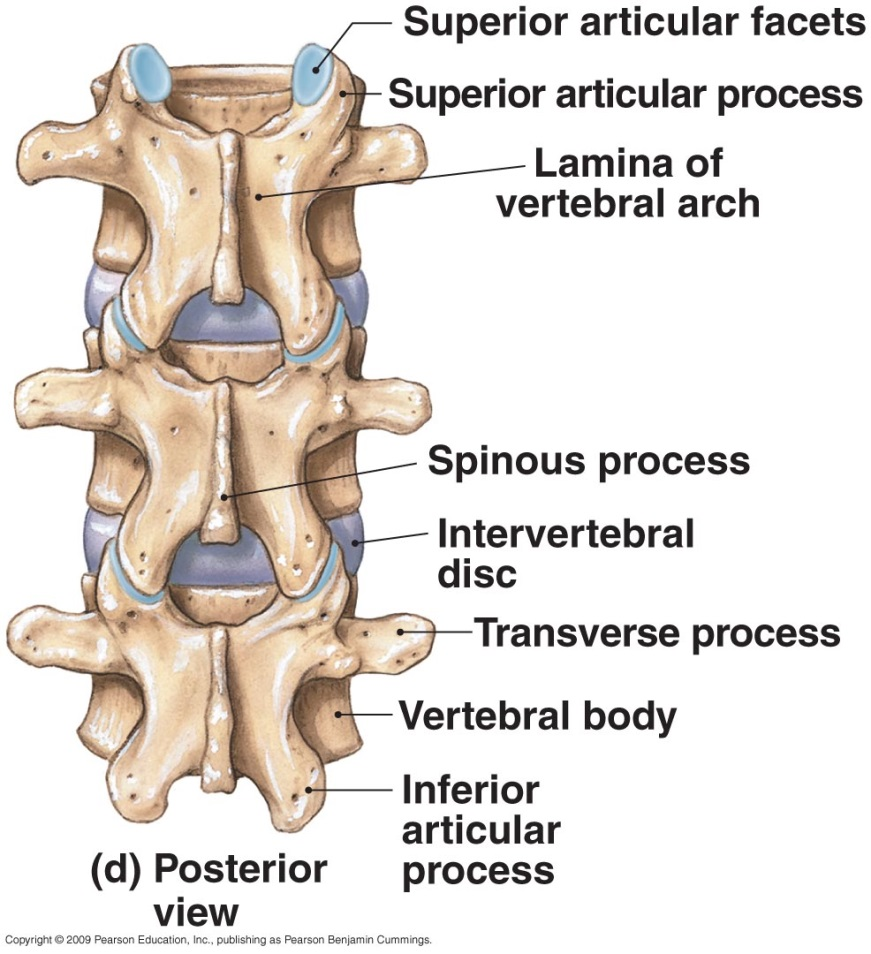 Superior articular facets
Superior articular process
Lamina of
vertebral arch
Spinous process
Intervertebral
disc
Transverse process
Vertebral body
Inferior
articular
process
(d) Posterior
view
Copyright © 2009 Pearson Education, Inc., publishing as Pearson Benjamin Cummings.